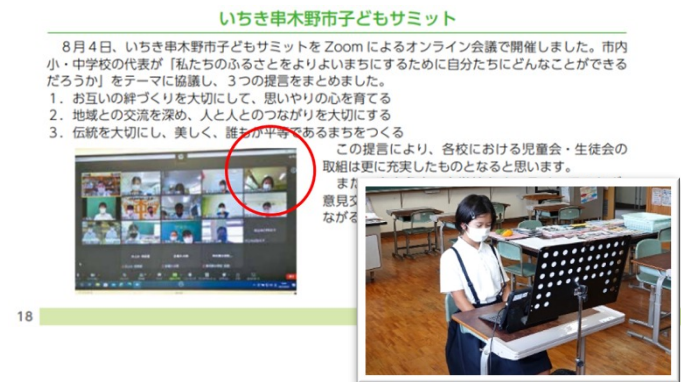 いちき串木野市子どもサミット
８月４日、いちき串木野市子どもサミットをZoomによるオンライン会議で開催しました。市内
小・中学校の代表が「私たちのふるさとをよりよいまちにするために自分たちにどんなことができる
だろうか」をテーマに協議し、３つの提言をまとめました。
１．お互いの絆づくりを大切にして、思いやりの心を育てる
２．地域との交流を深め、人と人とのつながりを大切にする
３．伝統を大切にし、美しく、誰もが平等であるまちをつくる
この提言により、各校における児童会・生徒会の
取組は更に充実したものとなると思います。
また
意見交
ながる
18